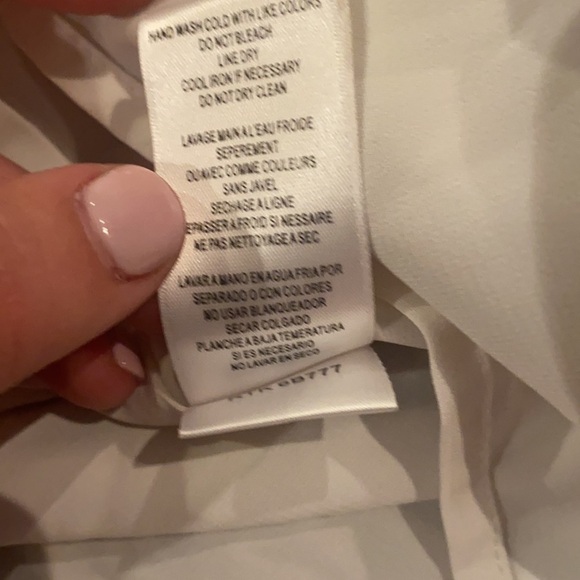 HAND WASH COLD WITH LIKE COLORS
DO NOT BLEACH
LINE DRY
COOL IRON IF NECESSARY
DO NOT DRY CLEAN
LAVAGE MAIN A L'EAU FROIDE
SEPEREMENT
OU AVEC COMME COULEURS
SANS JAVEL
SECHAGE A LIGNE
EPASSER A FROID SI NESSAIRE
NE PAS NETTOYAGE A SEC
LAVAR A MANO EN AGUA FRIA POR
SEPARADO O CON COLORES
NO USAR BLANQUEADOR
SECAR COLGADO
PLANCHE A BAJA TEMERATURA
SI ES NECESARIO
NO LAVAR EN SECO